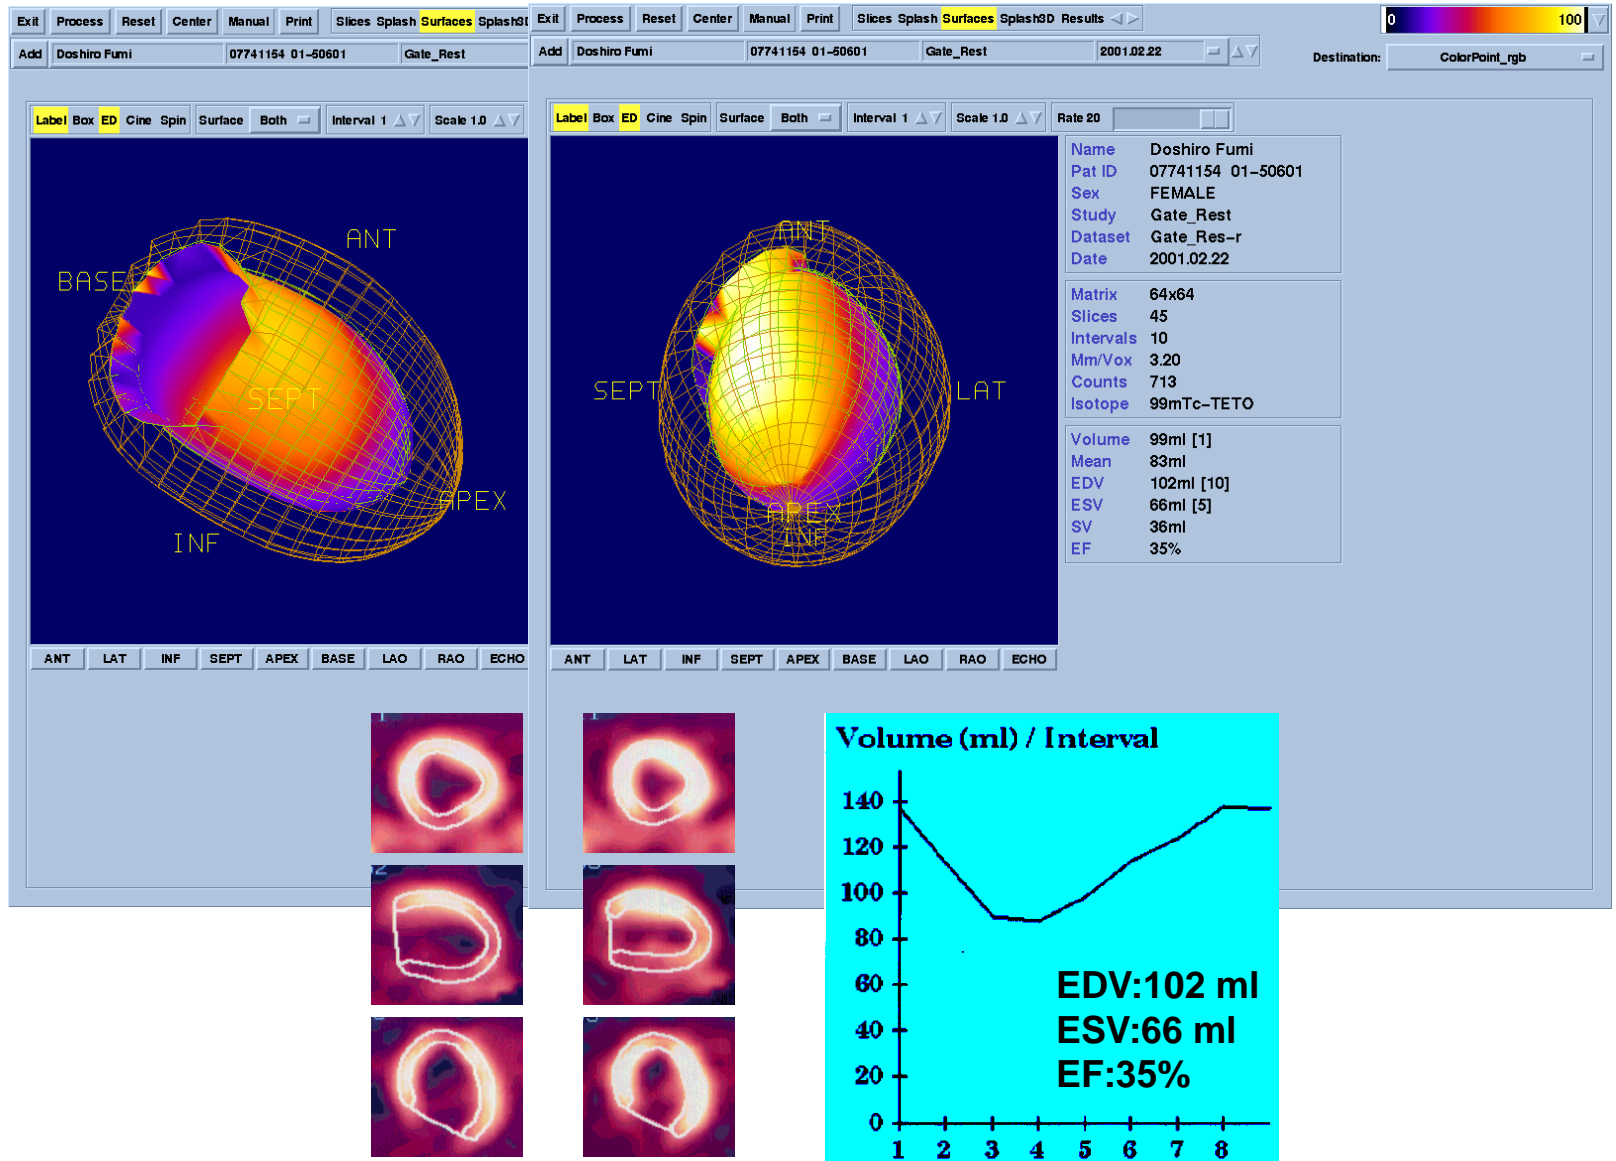 Exit Process Reset Center Manual Print Slices Splash Surfaces Splash3D
Add Doshiro Fumi 07741154 01-50601 Gate_Rest
Label Box ED Cine Spin Surface Both Interval 1 Scale 1.0
ANT
BASE
SEPT
APEX
INF
ANT LAT INF SEPT APEX BASE LAO RAO ECHO
Exit Process Reset Center Manual Print Slices Splash Surfaces Splash3D Results
0 100
Add Doshiro Fumi 07741154 01-50601 Gate_Rest 2001.02.22
Destination: ColorPoint_rgb
Label Box ED Cine Spin Surface Both Interval 1 Scale 1.0 Rate 20
ANT
SEPT
LAT
APEX
INF
ANT LAT INF SEPT APEX BASE LAO RAO ECHO
Name Doshiro Fumi
Pat ID 07741154 01-50601
Sex FEMALE
Study Gate_Rest
Dataset Gate_Res-r
Date 2001.02.22
Matrix 64x64
Slices 45
Intervals 10
Mm/Vox 3.20
Counts 713
Isotope 99mTc-TETO
Volume 99ml [1]
Mean 83ml
EDV 102ml [10]
ESV 66ml [5]
SV 36ml
EF 35%
Volume (ml) / Interval
140
120
100
80
60
40
20
0
1 2 3 4 5 6 7 8
EDV:102 ml
ESV:66 ml
EF:35%